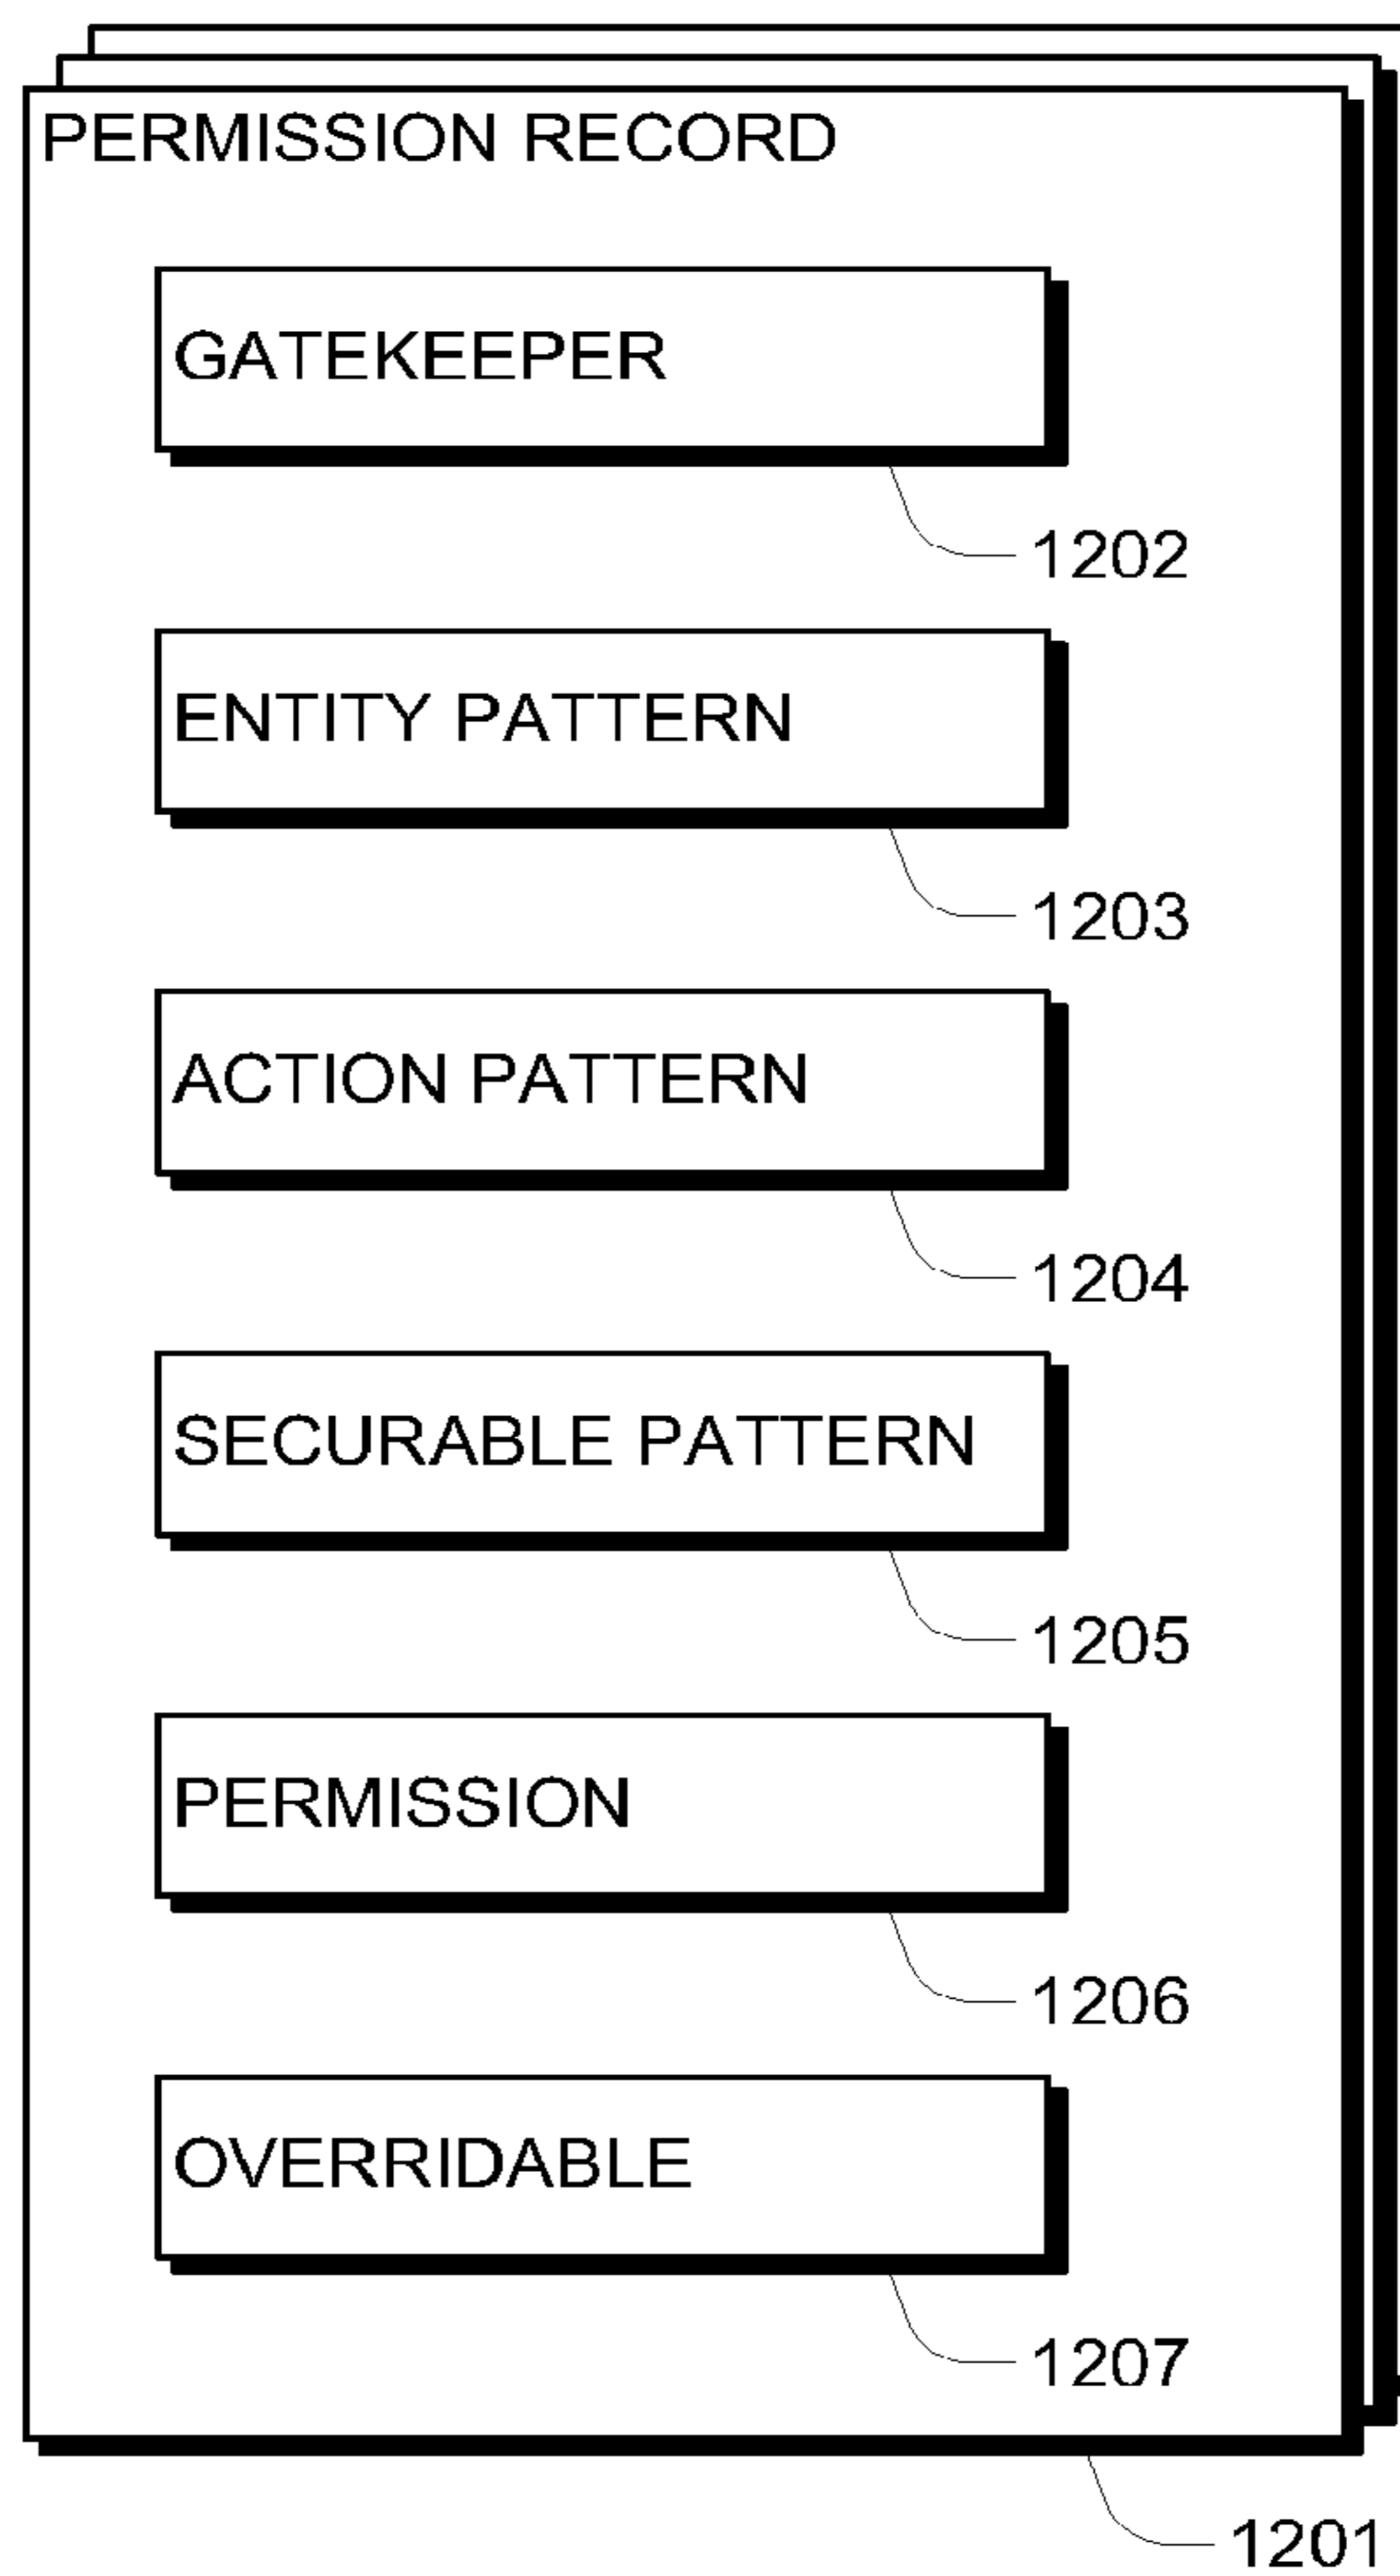 PERMISSION RECORD
GATEKEEPER
1202
ENTITY PATTERN
1203
ACTION PATTERN
1204
SECURABLE PATTERN
1205
PERMISSION
1206
OVERRIDABLE
1207
1201